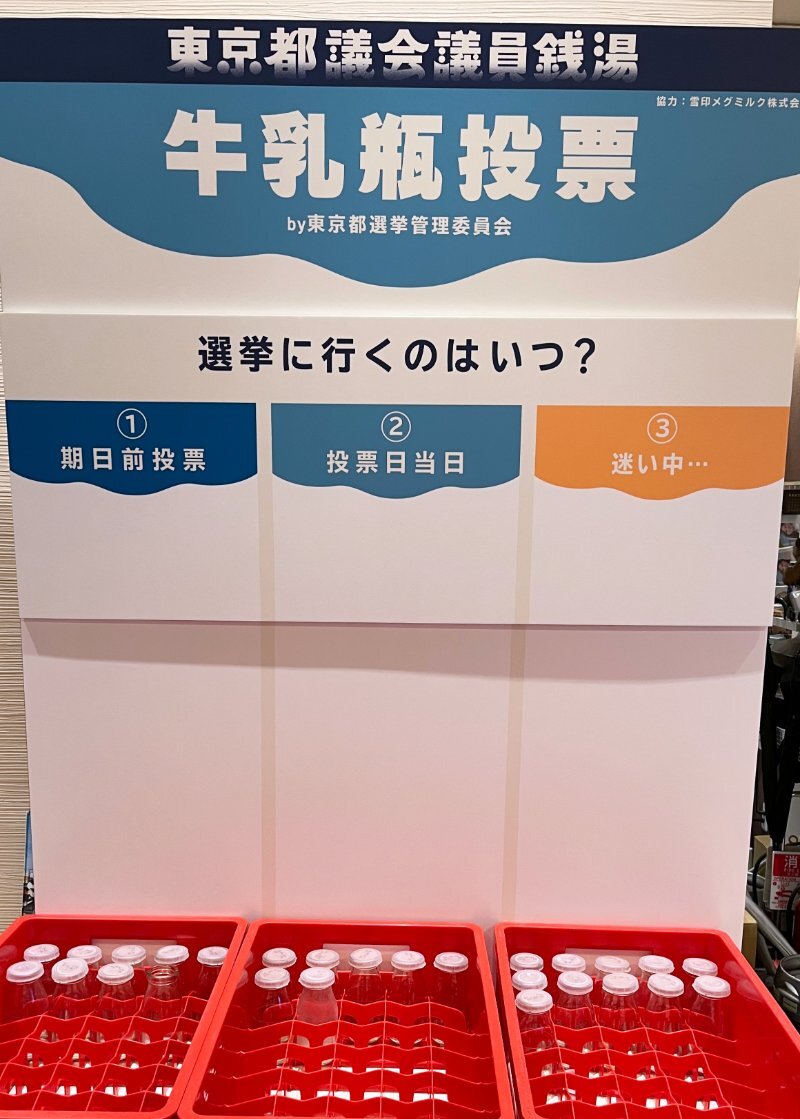 東京都議会議員銭湯
協力：雪印メグミルク株式会
牛乳瓶投票
by東京都選挙管理委員会
選挙に行くのはいつ？
① ② ③
期日前投票 投票日当日 迷い中…
消